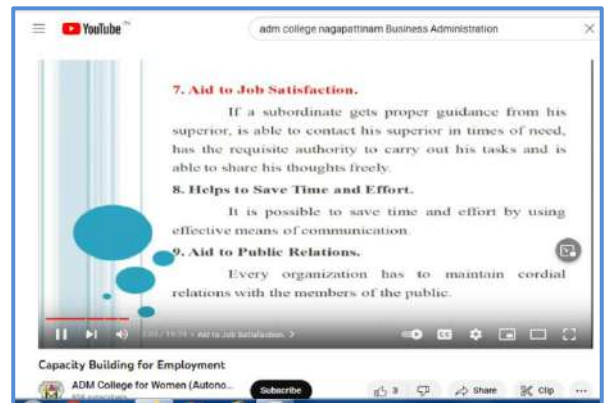 YouTube IN
adm college nagapattinam Business Administration
7. Aid to Job Satisfaction.
If a subordinate gets proper guidance from his
superior, is able to contact his superior in times of need,
has the requisite authority to carry out his tasks and is
able to share his thoughts freely.
8. Helps to Save Time and Effort.
It is possible to save time and effort by using
effective means of communication.
9. Aid to Public Relations.
Every organization has to maintain cordial
relations with the members of the public.
Aid to Job Satisfaction
Capacity Building for Employment
ADM College for Women (Autono...
subscribers
Subscribe
3
Share
Clip